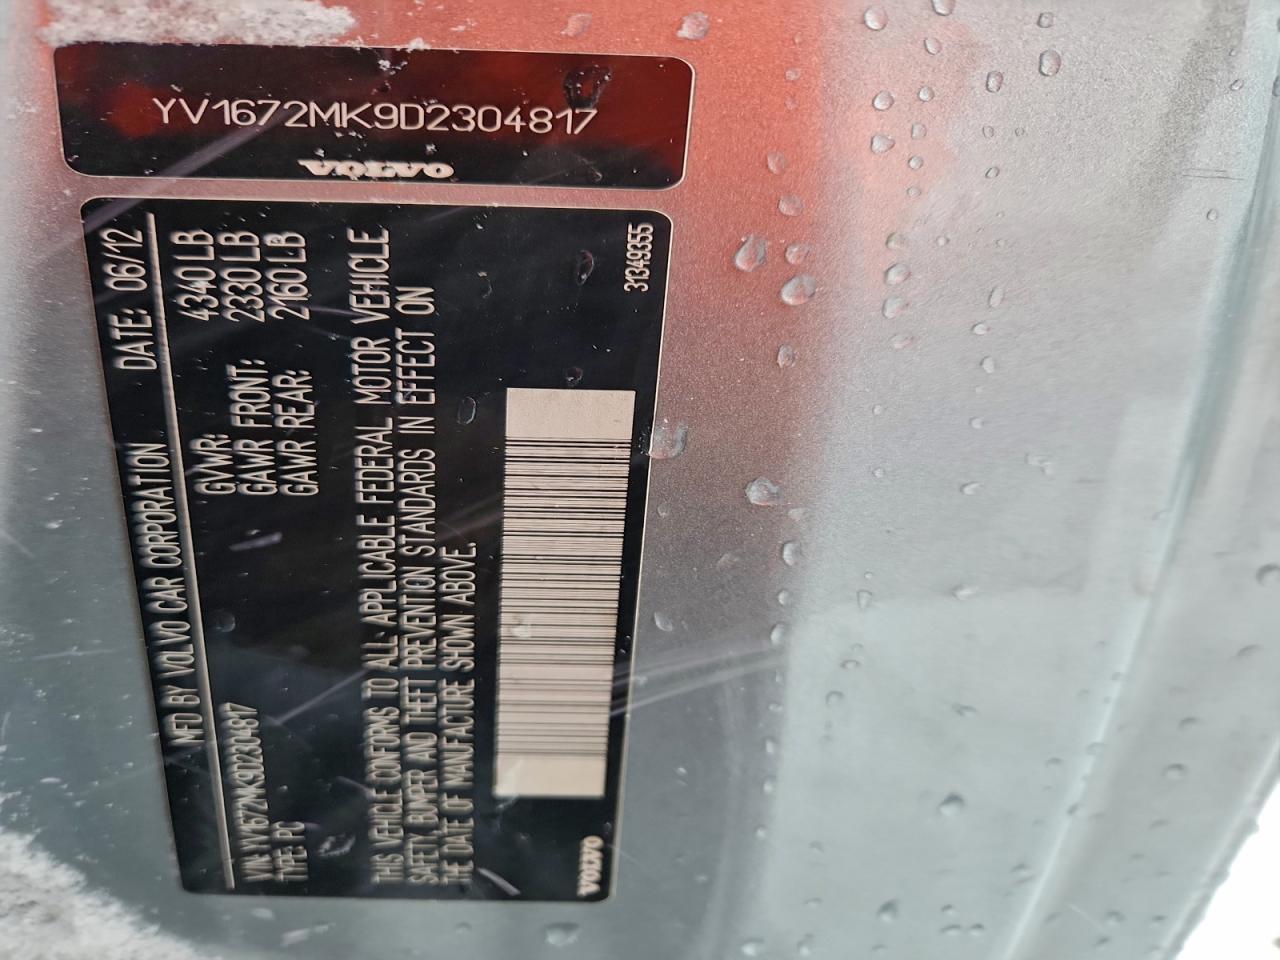 YV1672MK9D2304817
VOLVO
MFD BY VOLVO CAR CORPORATION DATE: 06/12
GVWR: 4340 LB
GAWR FRONT: 2330 LB
GAWR REAR: 2160 LB
VIN: YV1672MK9D2304817
TYPE: PC
THIS VEHICLE CONFORMS TO ALL APPLICABLE FEDERAL MOTOR VEHICLE
SAFETY, BUMPER AND THEFT PREVENTION STANDARDS IN EFFECT ON
THE DATE OF MANUFACTURE SHOWN ABOVE.
VOLVO
31349355